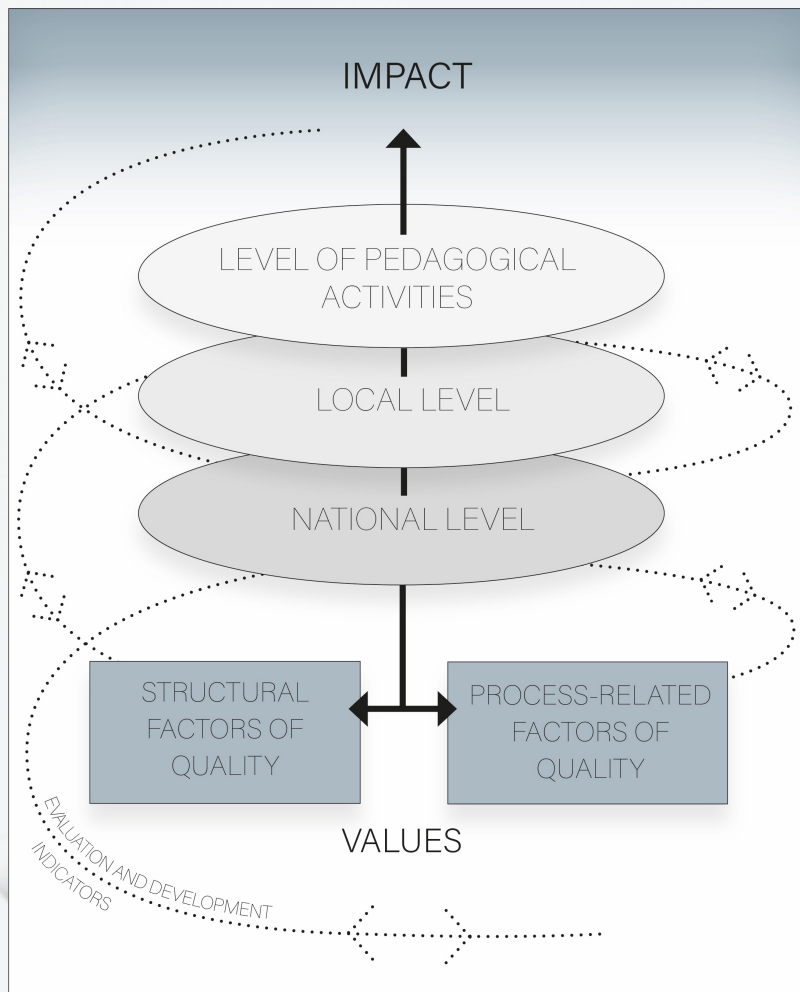 IMPACT
LEVEL OF PEDAGOGICAL
ACTIVITIES
LOCAL LEVEL
NATIONAL LEVEL
STRUCTURAL
FACTORS OF
QUALITY
PROCESS-RELATED
FACTORS OF
QUALITY
VALUES
EVALUATION AND DEVELOPMENT
INDICATORS